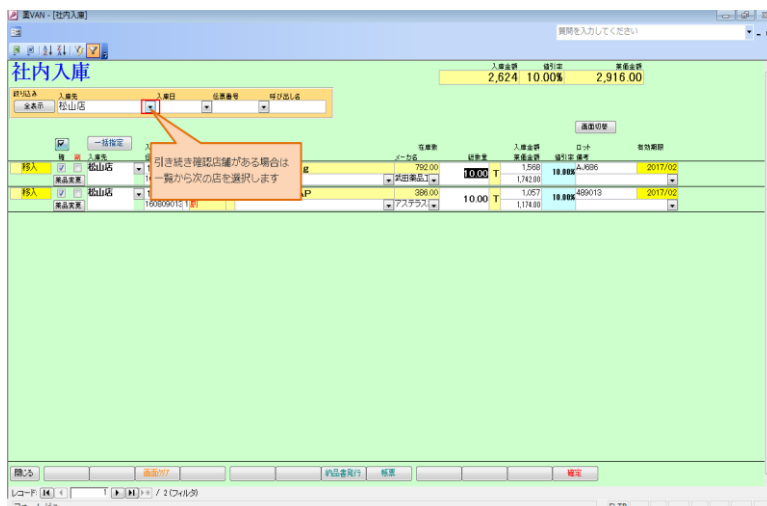 薬VAN - [社内入庫]
質問を入力してください
社内入庫
入庫金額 値引率 薬価金額
2,624 10.00% 2,916.00
絞り込み 入庫先 入庫日 伝票番号 呼び出し名
全表示 松山店
画面切替
一括指定
在庫数 入庫金額 ロット 有効期限
確 削 入庫先 メーカ名 総数量 薬価金額 値引率 備考
移入 松山店 g 792.00 10.00 T 1,568 10.00% AJ686 2017/02
薬品変更 武田薬品工 1,742.00
移入 松山店 P 386.00 10.00 T 1,057 10.00% 489013 2017/02
薬品変更 160809013 1 割 アステラス 1,174.00
引き続き確認店舗がある場合は
一覧から次の店を選択します
閉じる 画面クリア 納品書発行 帳票 確定
レコード: 1 / 2 (フィルタ)